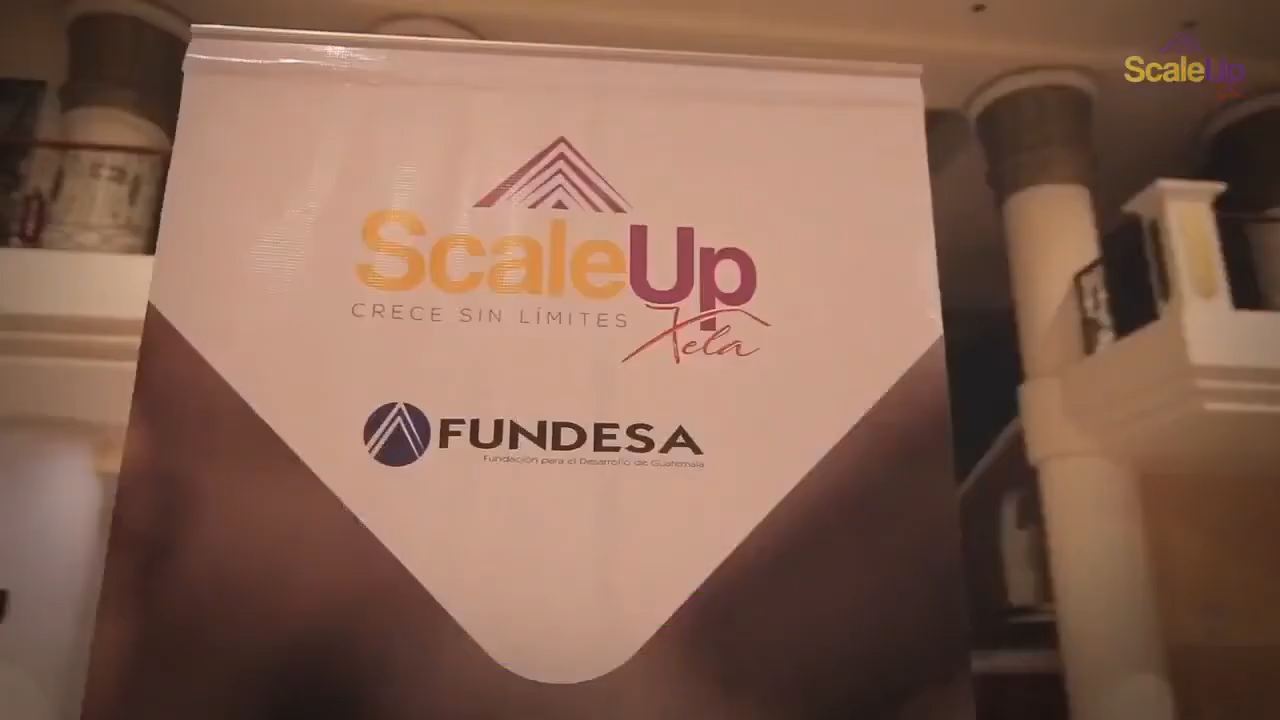 ScaleUp
ScaleUp
CRECE SIN LÍMITES
Xela
FUNDESA
Fundación para el Desarrollo de Guatemala